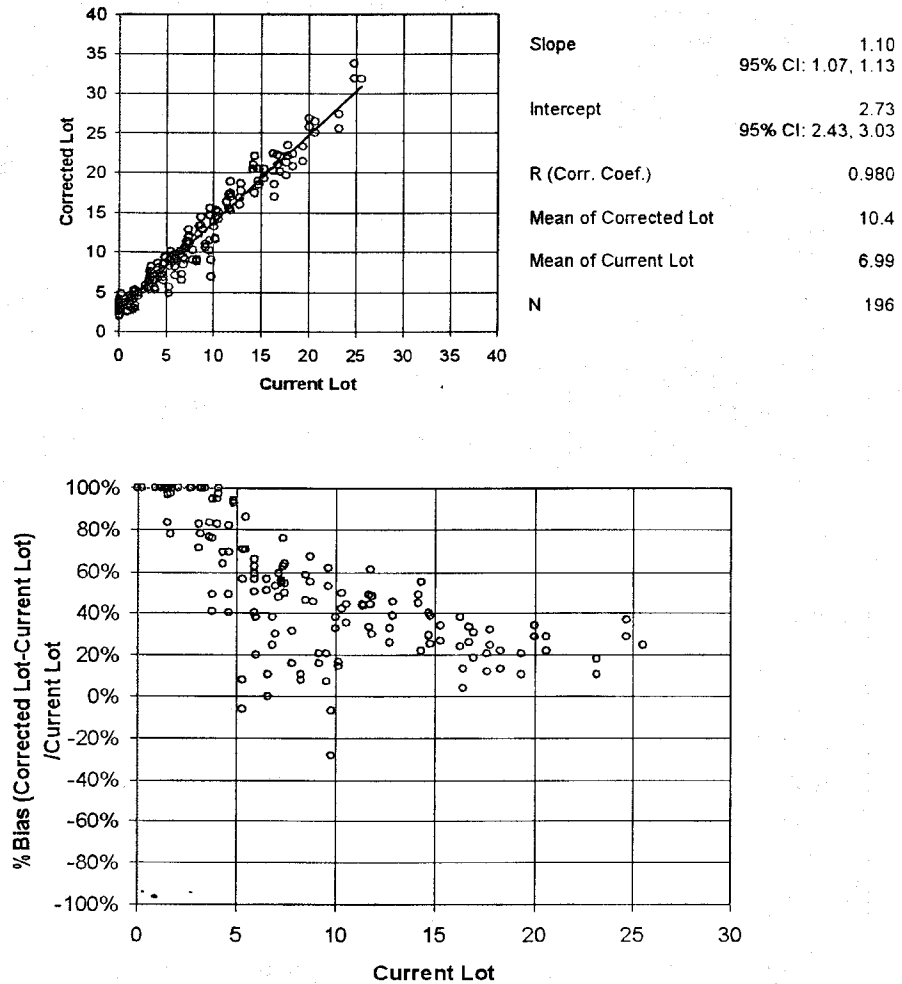 40
35
30
25
20
15
10
5
0
Corrected Lot
0 5 10 15 20 25 30 35 40
Current Lot
Slope 1.10
95% CI: 1.07, 1.13
Intercept 2.73
95% CI: 2.43, 3.03
R (Corr. Coef.) 0.980
Mean of Corrected Lot 10.4
Mean of Current Lot 6.99
N 196
% Bias (Corrected Lot-Current Lot)
/Current Lot
100%
80%
60%
40%
20%
0%
-20%
-40%
-60%
-80%
-100%
0 5 10 15 20 25 30
Current Lot